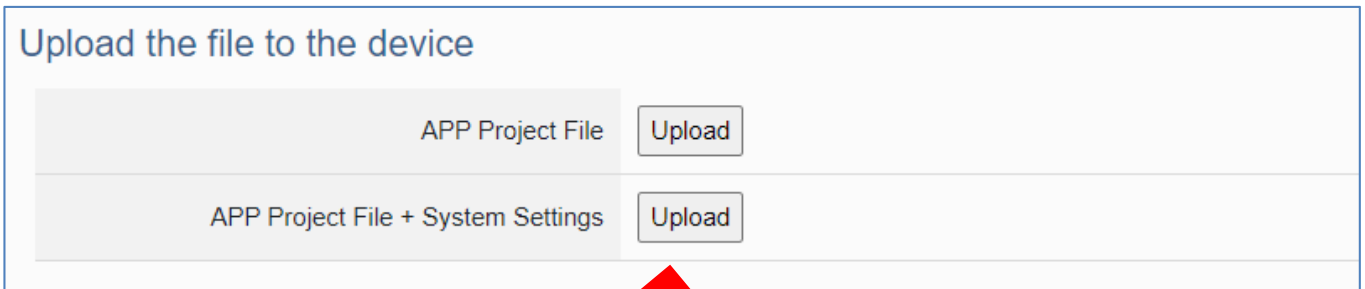 Upload the file to the device
APP Project File Upload
APP Project File + System Settings Upload